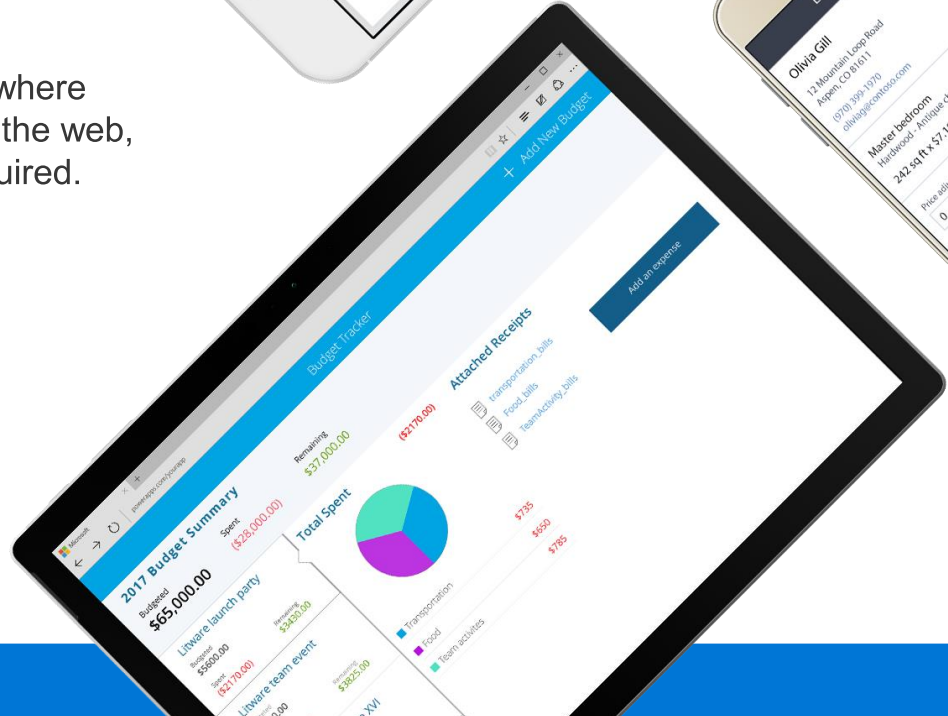 where
the web,
uired.
Olivia Gill
12 Mountain Loop Road
Aspen, CO 81611
(970) 399-1970
oliviag@contoso.com
Master bedroom
Hardwood - Antique
242 sq ft x $7.
Price
0
Microsoft
powerapps.com/yourapp
Budget Tracker
+ Add New Budget
2017 Budget Summary
Budgeted
$65,000.00
Spent
($28,000.00)
Remaining
$37,000.00
Add an expense
Litware launch party
Budgeted
$5600.00
Remaining
$3430.00
Spent
($2170.00)
Litware team event
Remaining
$3825.00
XVI
Total Spent
($2170.00)
Transportation
$735
Food
$650
Team activites
$785
Attached Receipts
transportation_bills
Food_bills
TeamActivity_bills